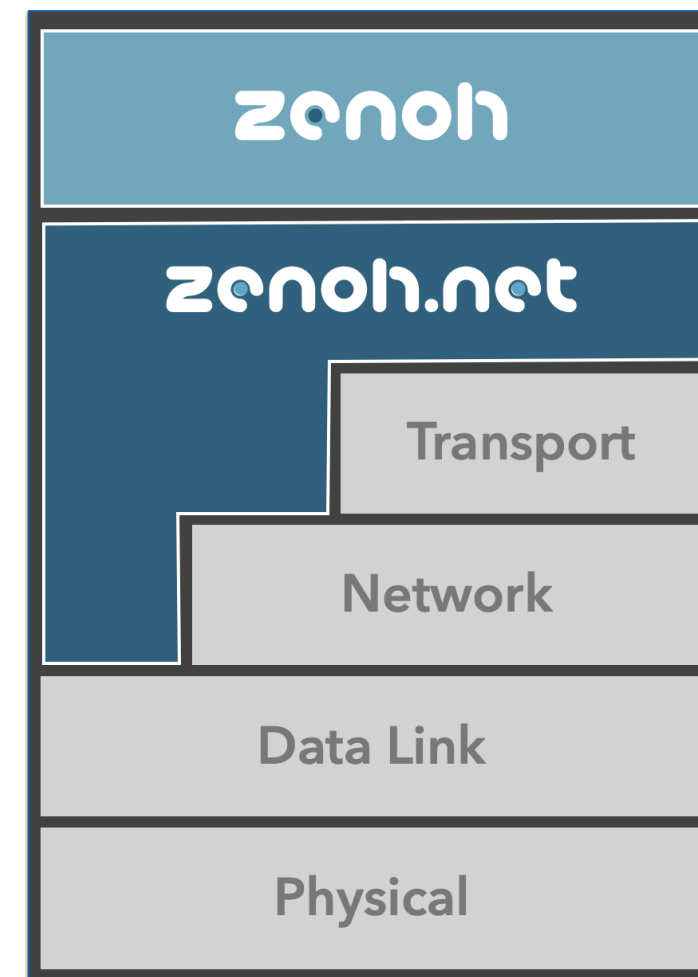 zenoh
zenoh.net
Transport
Network
Data Link
Physical